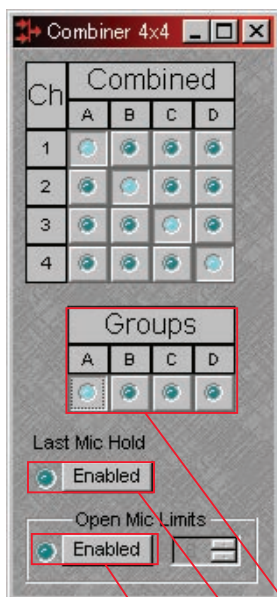 Combiner 4x4
Ch Combined
A B C D
1
2
3
4
Groups
A B C D
Last Mic Hold
Enabled
Open Mic Limits
Enabled